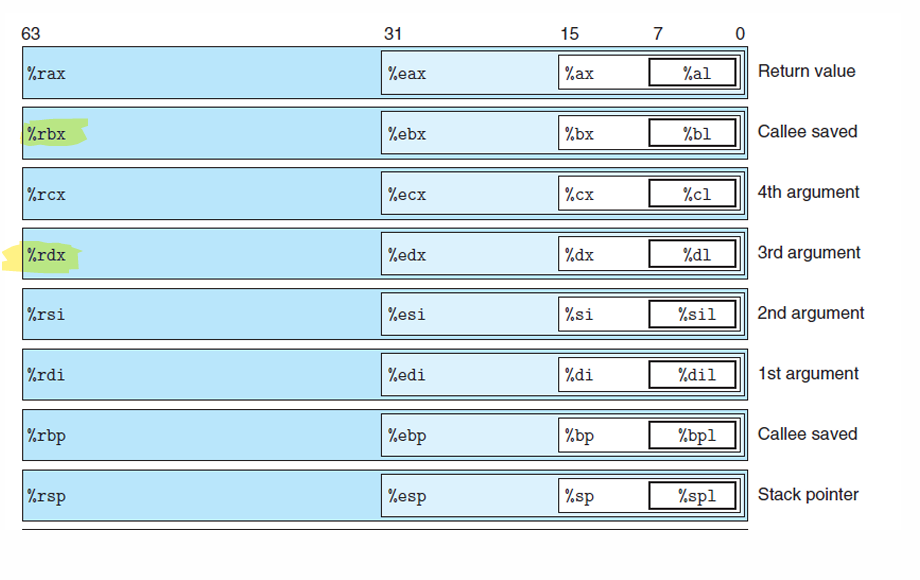 63 31 15 7 0
%rax %eax %ax %al Return value
%rbx %ebx %bx %bl Callee saved
%rcx %ecx %cx %cl 4th argument
%rdx %edx %dx %dl 3rd argument
%rsi %esi %si %sil 2nd argument
%rdi %edi %di %dil 1st argument
%rbp %ebp %bp %bpl Callee saved
%rsp %esp %sp %spl Stack pointer